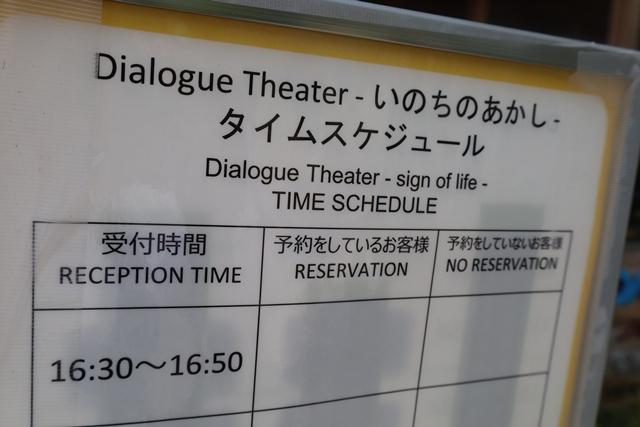 Dialogue Theater - いのちのあかし -
タイムスケジュール
Dialogue Theater - sign of life -
TIME SCHEDULE
受付時間
RECEPTION TIME
予約をしているお客様
RESERVATION
予約をしていないお客様
NO RESERVATION
16:30～16:50